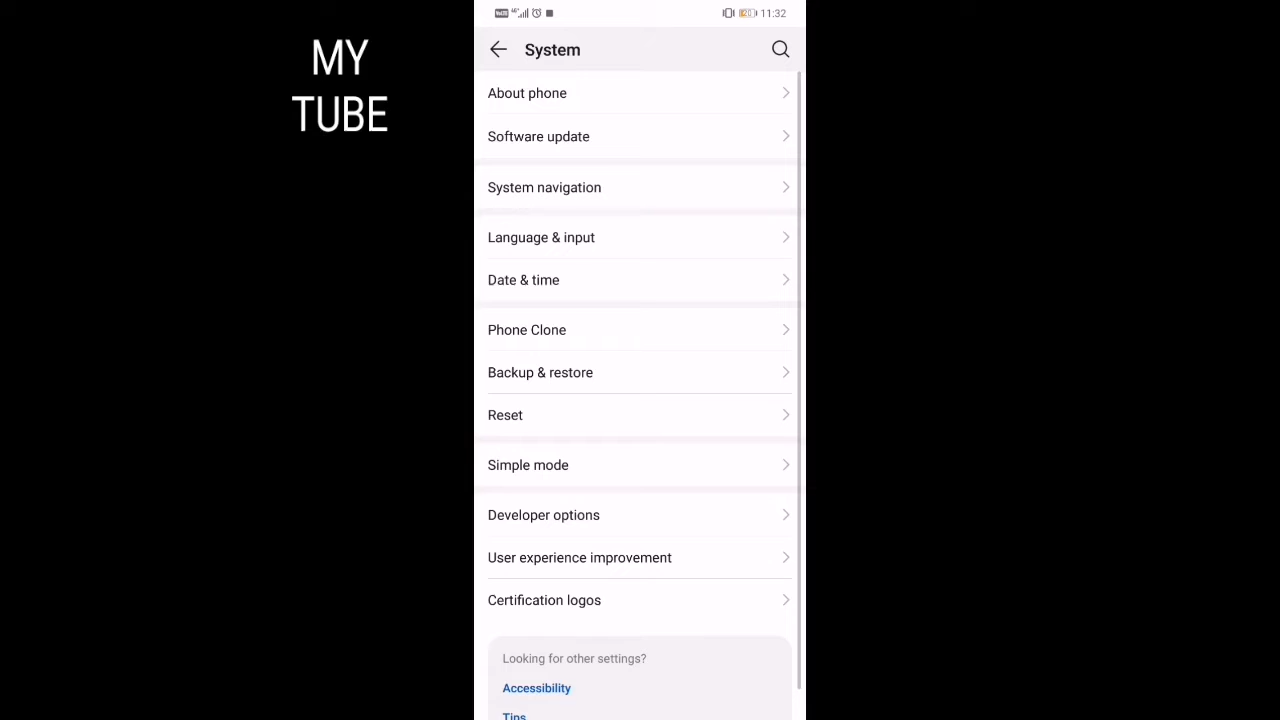 MY
TUBE
11:32
System
About phone
Software update
System navigation
Language & input
Date & time
Phone Clone
Backup & restore
Reset
Simple mode
Developer options
User experience improvement
Certification logos
Looking for other settings?
Accessibility
Tips